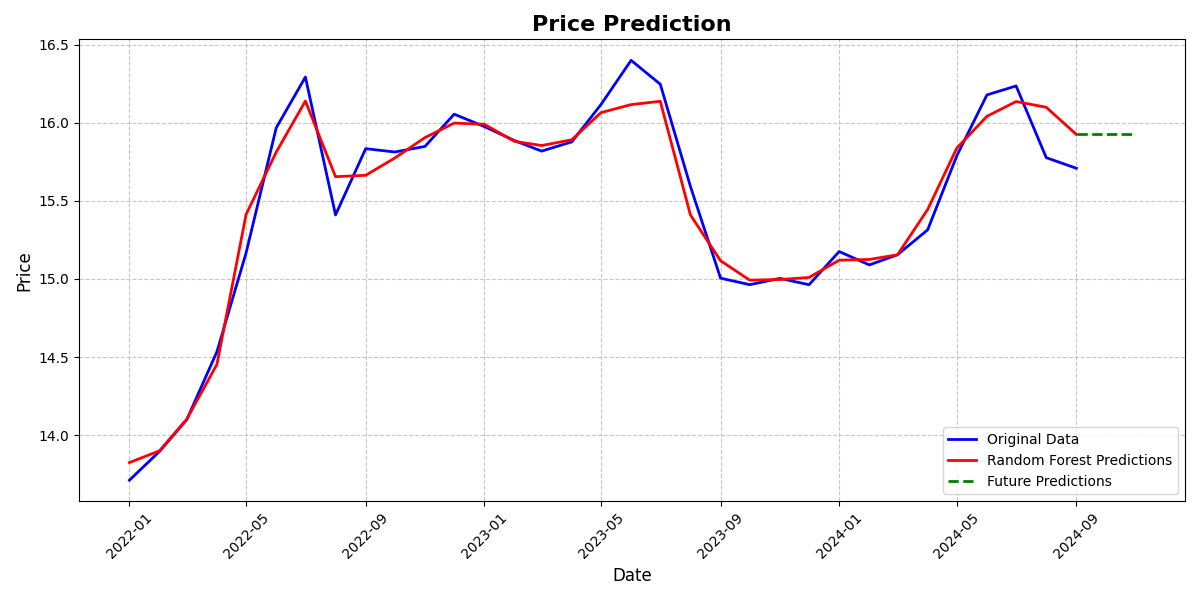 Price Prediction
16.5
16.0
15.5
15.0
14.5
14.0
Price
Original Data
Random Forest Predictions
Future Predictions
2022-01
2022-05
2022-09
2023-01
2023-05
2023-09
2024-01
2024-05
2024-09
Date